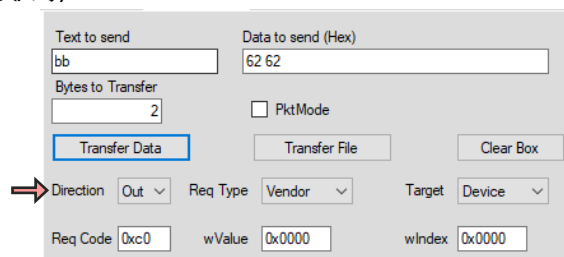 Text to send Data to send (Hex)
bb 62 62
Bytes to Transfer
2 PktMode
Transfer Data Transfer File Clear Box
Direction Out Req Type Vendor Target Device
Req Code 0xc0 wValue 0x0000 wIndex 0x0000